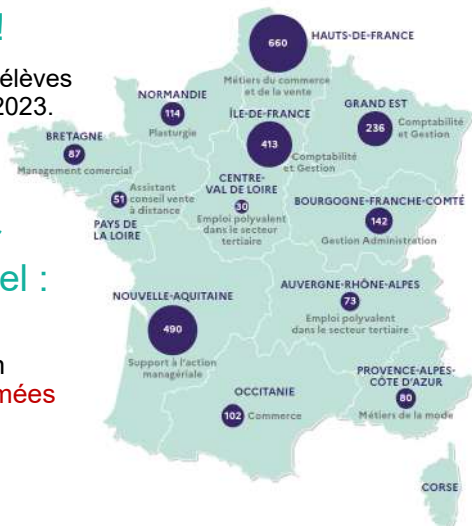 !
élèves
2023.
el :
n
mées
HAUTS-DE-FRANCE
660
Métiers du commerce
et de la vente
NORMANDIE
114
Plasturgie
ÎLE-DE-FRANCE
413
Comptabilité
et Gestion
GRAND EST
236
Comptabilité
et Gestion
BRETAGNE
87
Management comercial
Assistant
51 conseil vente
à distance
PAYS DE
LA LOIRE
CENTRE-
VAL DE LOIRE
30
Emploi polyvalent
dans le secteur
tertiaire
BOURGOGNE-FRANCHE-COMTÉ
142
Gestion Administration
NOUVELLE-AQUITAINE
490
Support à l'action
managériale
AUVERGNE-RHÔNE-ALPES
73
Emploi polyvalent
dans le secteur tertiaire
OCCITANIE
102 Commerce
PROVENCE-ALPES-
CÔTE D'AZUR
80
Métiers de la mode
CORSE